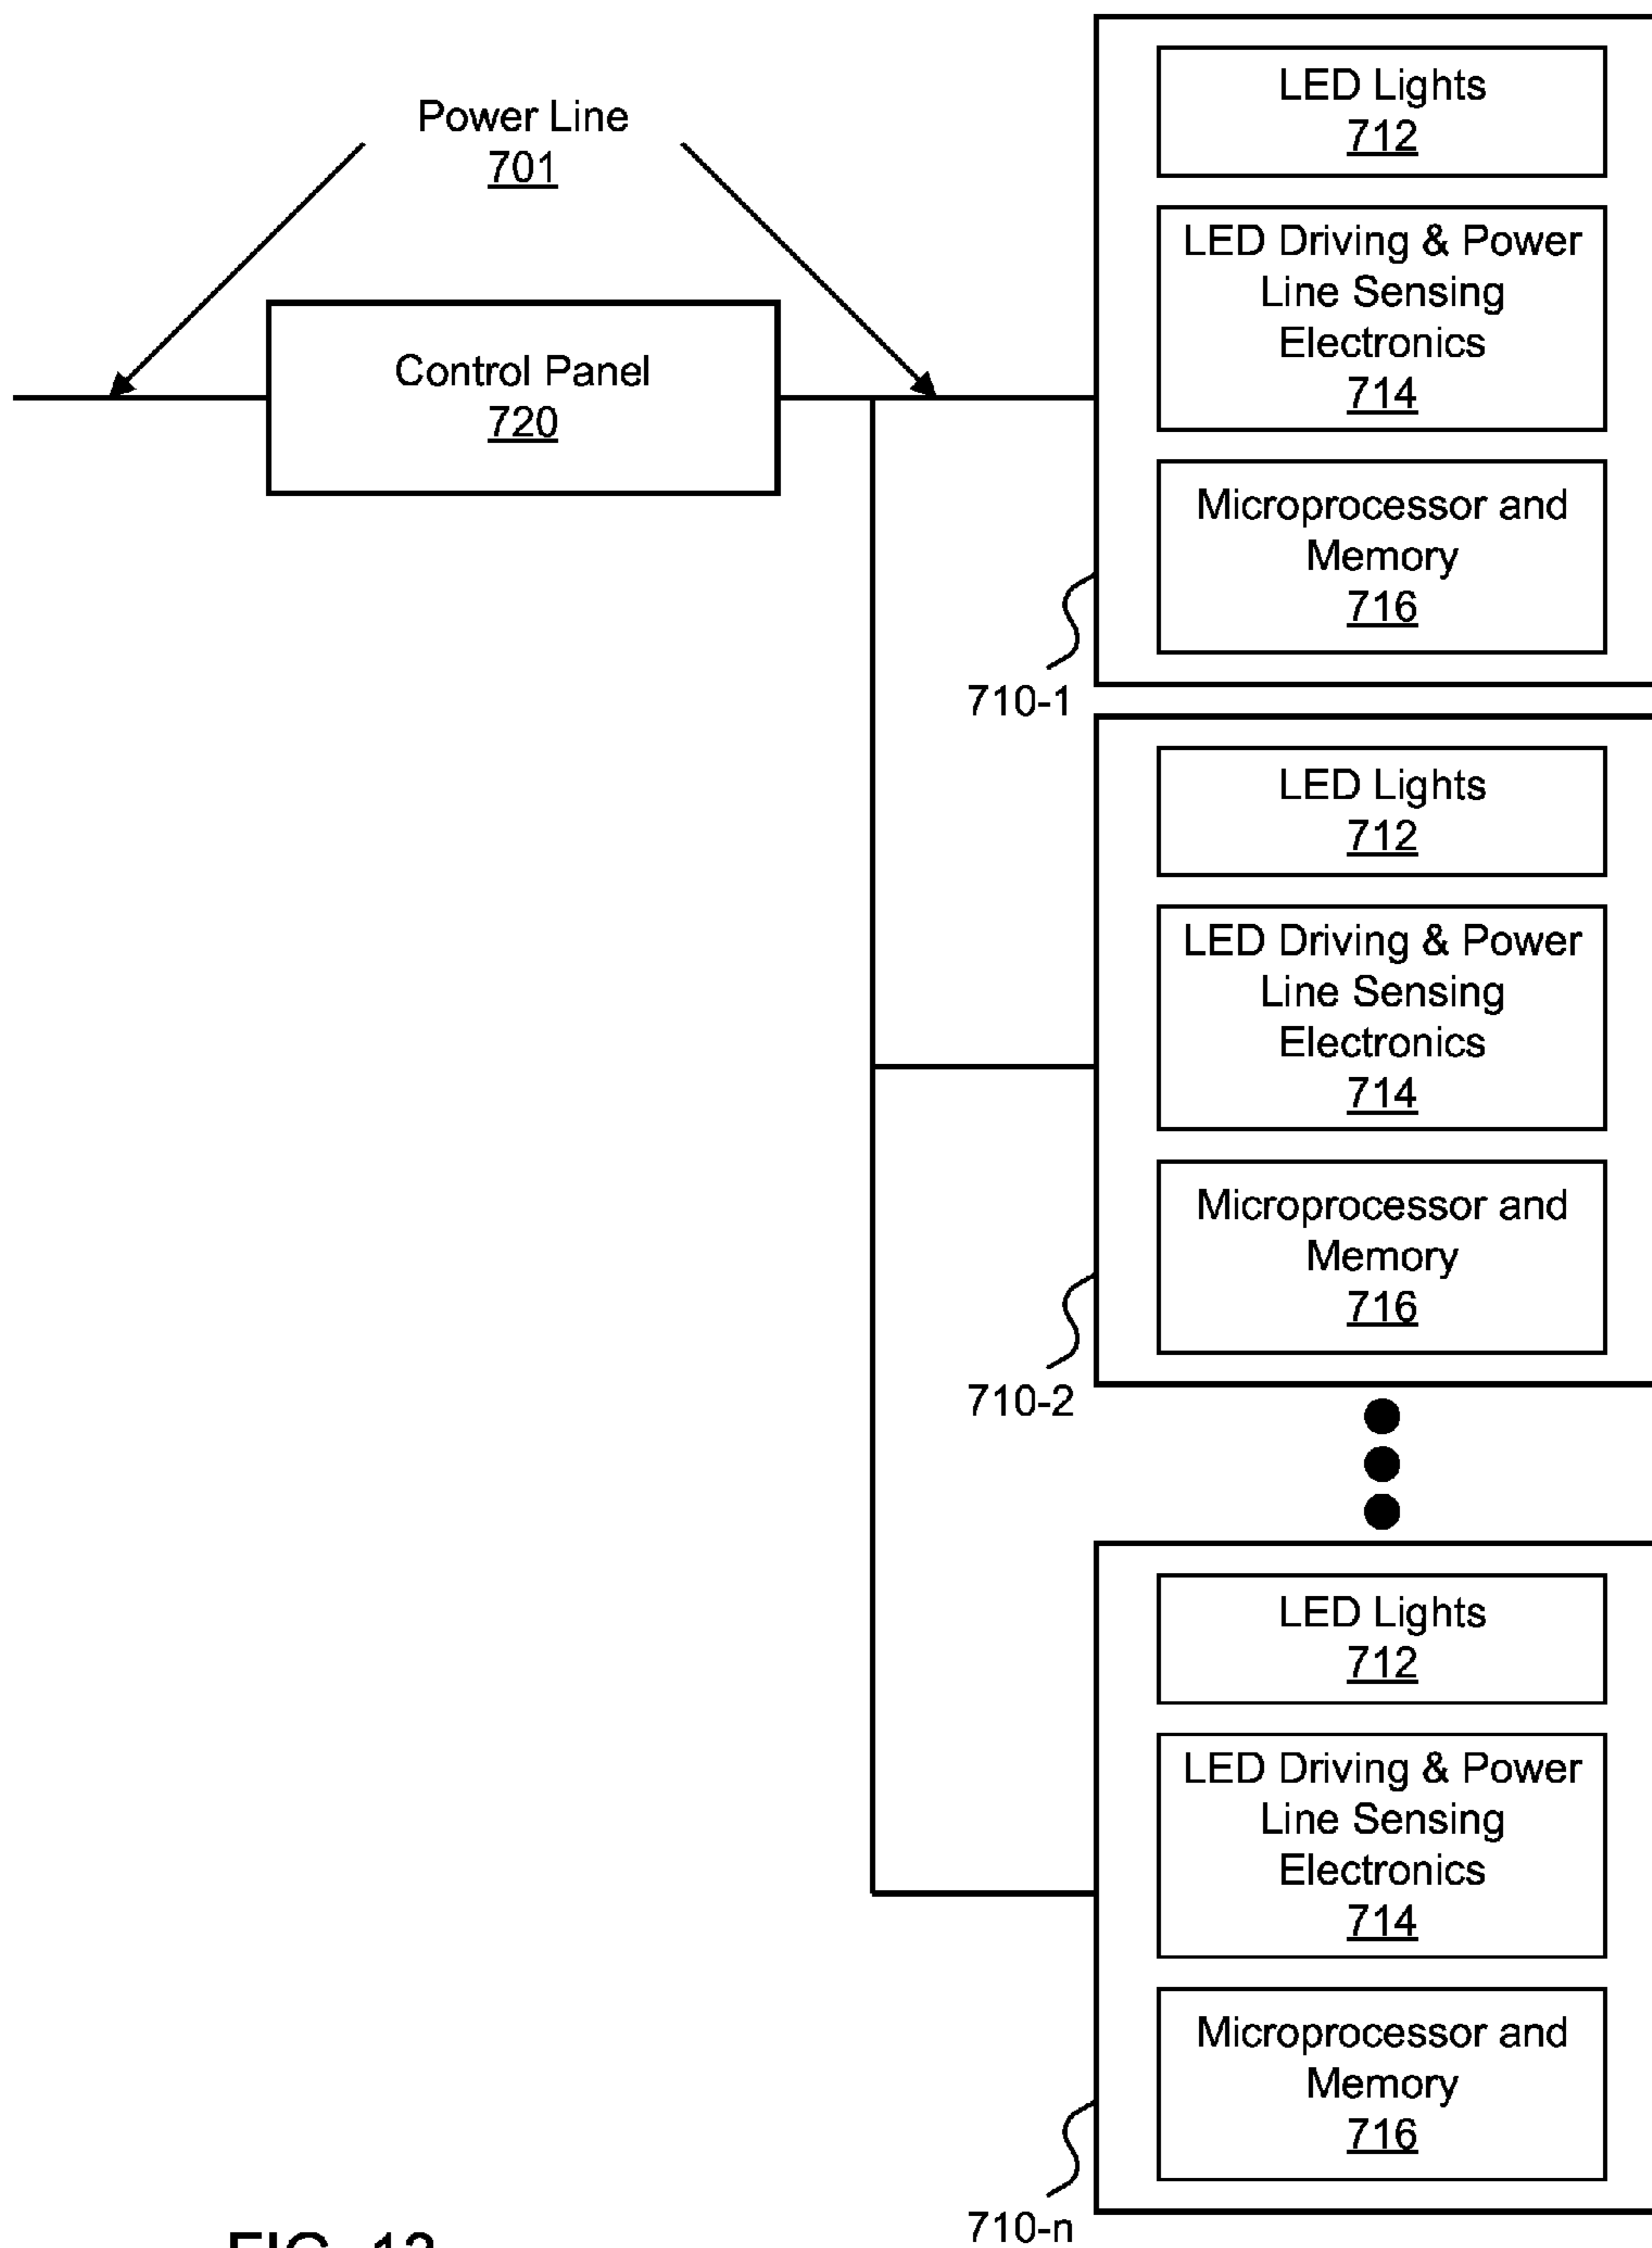 Power Line
701
Control Panel
720
LED Lights
712
LED Driving & Power
Line Sensing
Electronics
714
Microprocessor and
Memory
716
710-1
LED Lights
712
LED Driving & Power
Line Sensing
Electronics
714
Microprocessor and
Memory
716
710-2
LED Lights
712
LED Driving & Power
Line Sensing
Electronics
714
Microprocessor and
Memory
716
710-n
FIG. 13